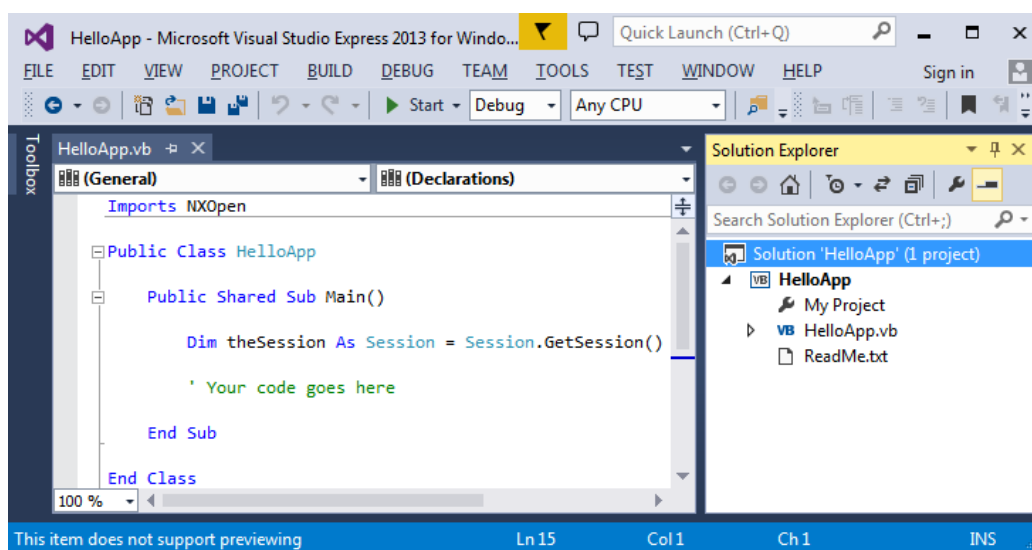 HelloApp - Microsoft Visual Studio Express 2013 for Windo...
Quick Launch (Ctrl+Q)
FILE EDIT VIEW PROJECT BUILD DEBUG TEAM TOOLS TEST WINDOW HELP Sign in
Start Debug Any CPU
Toolbox
HelloApp.vb
(General) (Declarations)
Imports NXOpen
Public Class HelloApp
Public Shared Sub Main()
Dim theSession As Session = Session.GetSession()
' Your code goes here
End Sub
End Class
100 %
Solution Explorer
Search Solution Explorer (Ctrl+;)
Solution 'HelloApp' (1 project)
VB HelloApp
My Project
VB HelloApp.vb
ReadMe.txt
This item does not support previewing Ln 15 Col 1 Ch 1 INS